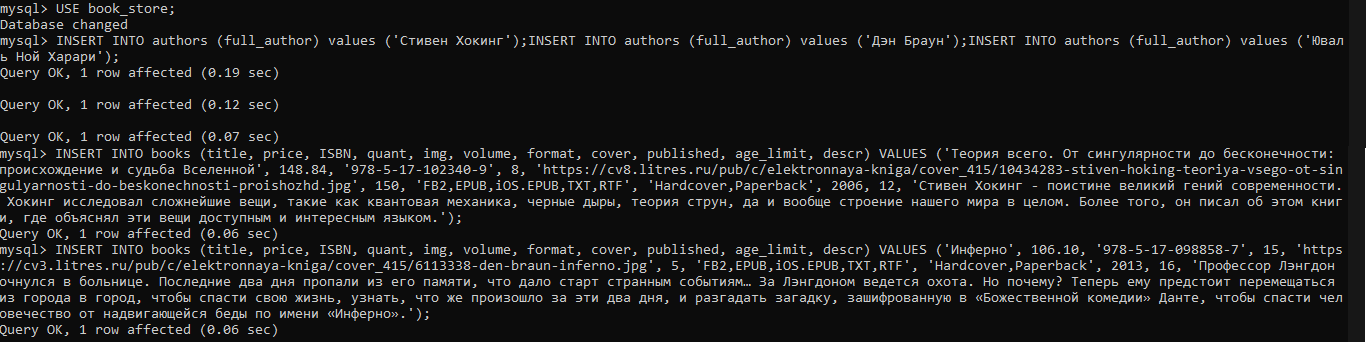 mysql> USE book_store;
Database changed
mysql> INSERT INTO authors (full_author) values ('Стивен Хокинг');INSERT INTO authors (full_author) values ('Дэн Браун');INSERT INTO authors (full_author) values ('Ювал
ь Ной Харари');
Query OK, 1 row affected (0.19 sec)
Query OK, 1 row affected (0.12 sec)
Query OK, 1 row affected (0.07 sec)
mysql> INSERT INTO books (title, price, ISBN, quant, img, volume, format, cover, published, age_limit, descr) VALUES ('Теория всего. От сингулярности до бесконечности:
происхождение и судьба Вселенной', 148.84, '978-5-17-102340-9', 8, 'https://cv8.litres.ru/pub/c/elektronnaya-kniga/cover_415/10434283-stiven-hoking-teoriya-vsego-ot-sin
gulyarnosti-do-beskonechnosti-proishozhd.jpg', 150, 'FB2,EPUB,iOS.EPUB,TXT,RTF', 'Hardcover,Paperback', 2006, 12, 'Стивен Хокинг - поистине великий гений современности.
Хокинг исследовал сложнейшие вещи, такие как квантовая механика, черные дыры, теория струн, да и вообще строение нашего мира в целом. Более того, он писал об этом книг
и, где объяснял эти вещи доступным и интересным языком.');
Query OK, 1 row affected (0.06 sec)
mysql> INSERT INTO books (title, price, ISBN, quant, img, volume, format, cover, published, age_limit, descr) VALUES ('Инферно', 106.10, '978-5-17-098858-7', 15, 'https
://cv3.litres.ru/pub/c/elektronnaya-kniga/cover_415/6113338-den-braun-inferno.jpg', 5, 'FB2,EPUB,iOS.EPUB,TXT,RTF', 'Hardcover,Paperback', 2013, 16, 'Профессор Лэнгдон
очнулся в больнице. Последние два дня пропали из его памяти, что дало старт странным событиям… За Лэнгдоном ведется охота. Но почему? Теперь ему предстоит перемещаться
из города в город, чтобы спасти свою жизнь, узнать, что же произошло за эти два дня, и разгадать загадку, зашифрованную в «Божественной комедии» Данте, чтобы спасти чел
овечество от надвигающейся беды по имени «Инферно».');
Query OK, 1 row affected (0.06 sec)